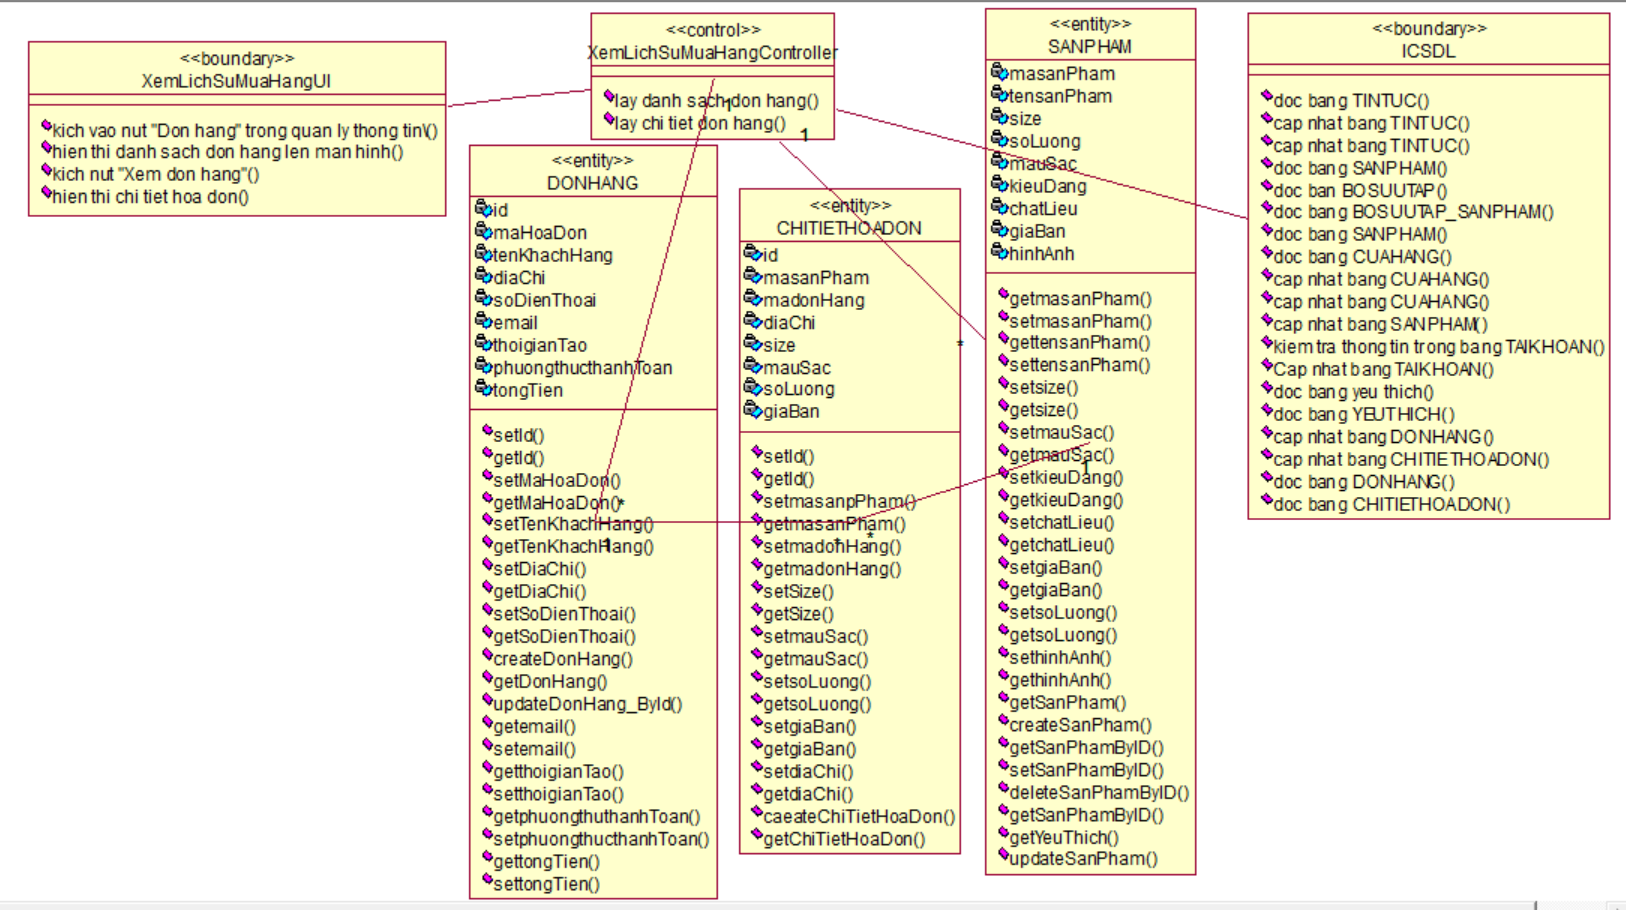 <<boundary>>
XemLichSuMuaHangUI
kich vao nut "Don hang" trong quan ly thong tin\()
hien thi danh sach don hang len man hinh()
kich nut "Xem don hang"()
hien thi chi tiet hoa don()
<<control>>
XemLichSuMuaHangController
lay danh sach don hang()
lay chi tiet don hang()
1
1
<<entity>>
DONHANG
id
maHoaDon
tenKhachHang
diaChi
soDienThoai
email
thoigianTao
phuongthucthanhToan
tongTien
setId()
getId()
setMaHoaDon()
getMaHoaDon()
*
setTenKhachHang()
getTenKhachHang()
1
setDiaChi()
getDiaChi()
setSoDienThoai()
getSoDienThoai()
createDonHang()
getDonHang()
updateDonHang_ById()
getemail()
setemail()
getthoigianTao()
setthoigianTao()
getphuongthuthanhToan()
setphuongthucthanhToan()
gettongTien()
settongTien()
<<entity>>
CHITIETHOADON
id
masanPham
madonHang
diaChi
size
mauSac
soLuong
giaBan
*
setId()
getId()
setmasanpPham()
getmasanPham()
* *
setmadonHang()
getmadonHang()
setSize()
getSize()
setmauSac()
getmauSac()
setsoLuong()
getsoLuong()
setgiaBan()
getgiaBan()
setdiaChi()
getdiaChi()
caeateChiTietHoaDon()
getChiTietHoaDon()
<<entity>>
SANPHAM
masanPham
tensanPham
size
soLuong
mauSac
kieuDang
chatLieu
giaBan
hinhAnh
getmasanPham()
setmasanPham()
gettensanPham()
settensanPham()
setsize()
getsize()
setmauSac()
getmauSac()
1
setkieuDang()
getkieuDang()
setchatLieu()
getchatLieu()
setgiaBan()
getgiaBan()
setsoLuong()
getsoLuong()
sethinhAnh()
gethinhAnh()
getSanPham()
createSanPham()
getSanPhamByID()
setSanPhamByID()
deleteSanPhamByID()
getSanPhamByID()
getYeuThich()
updateSanPham()
<<boundary>>
ICSDL
doc bang TINTUC()
cap nhat bang TINTUC()
cap nhat bang TINTUC()
doc bang SANPHAM()
doc ban BOSUUTAP()
doc bang BOSUUTAP_SANPHAM()
doc bang SANPHAM()
doc bang CUAHANG()
cap nhat bang CUAHANG()
cap nhat bang CUAHANG()
cap nhat bang SANPHAM()
kiem tra thong tin trong bang TAIKHOAN()
Cap nhat bang TAIKHOAN()
doc bang yeu thich()
doc bang YEUTHICH()
cap nhat bang DONHANG()
cap nhat bang CHITIETHOADON()
doc bang DONHANG()
doc bang CHITIETHOADON()